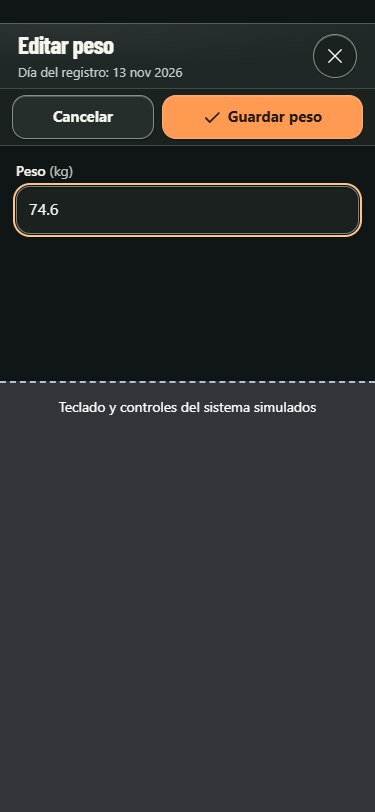 Editar peso
Día del registro: 13 nov 2026
Cancelar
Guardar peso
Peso (kg)
74.6
Teclado y controles del sistema simulados